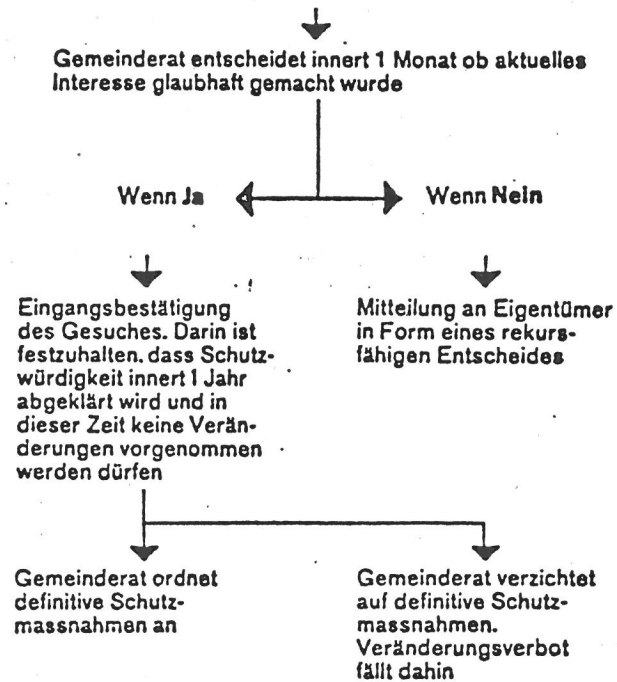 Gemeinderat entscheidet innert 1 Monat ob aktuelles
Interesse glaubhaft gemacht wurde
Wenn Ja
Wenn Nein
Eingangsbestätigung
des Gesuches. Darin ist
festzuhalten, dass Schutz-
würdigkeit innert 1 Jahr
abgeklärt wird und in
dieser Zeit keine Verän-
derungen vorgenommen
werden dürfen
Mitteilung an Eigentümer
in Form eines rekurs-
fähigen Entscheides
Gemeinderat ordnet
definitive Schutz-
massnahmen an
Gemeinderat verzichtet
auf definitive Schutz-
massnahmen.
Veränderungsverbot
fällt dahin